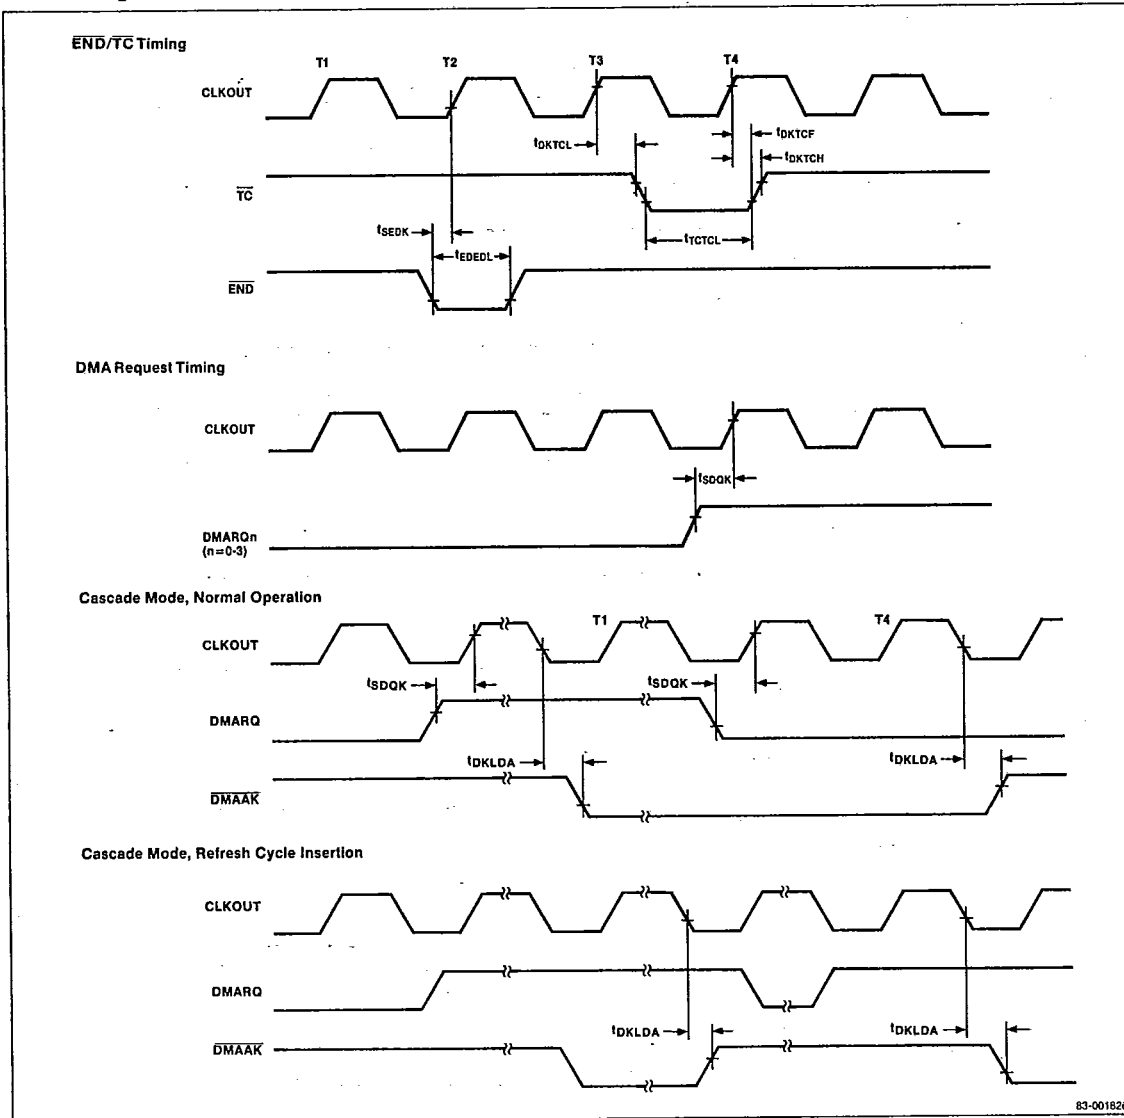 END/TC Timing
T1 T2 T3 T4
CLKOUT
tDKTCL tDKTCF
tDKTCH
TC
tSEDK tEDEDL tTCTCL
END
DMA Request Timing
CLKOUT
tSDQK
DMARQn
(n=0-3)
Cascade Mode, Normal Operation
T1 T4
CLKOUT
tSDQK tSDQK
DMARQ
tDKLDA tDKLDA
DMAAK
Cascade Mode, Refresh Cycle Insertion
CLKOUT
DMARQ
tDKLDA tDKLDA
DMAAK